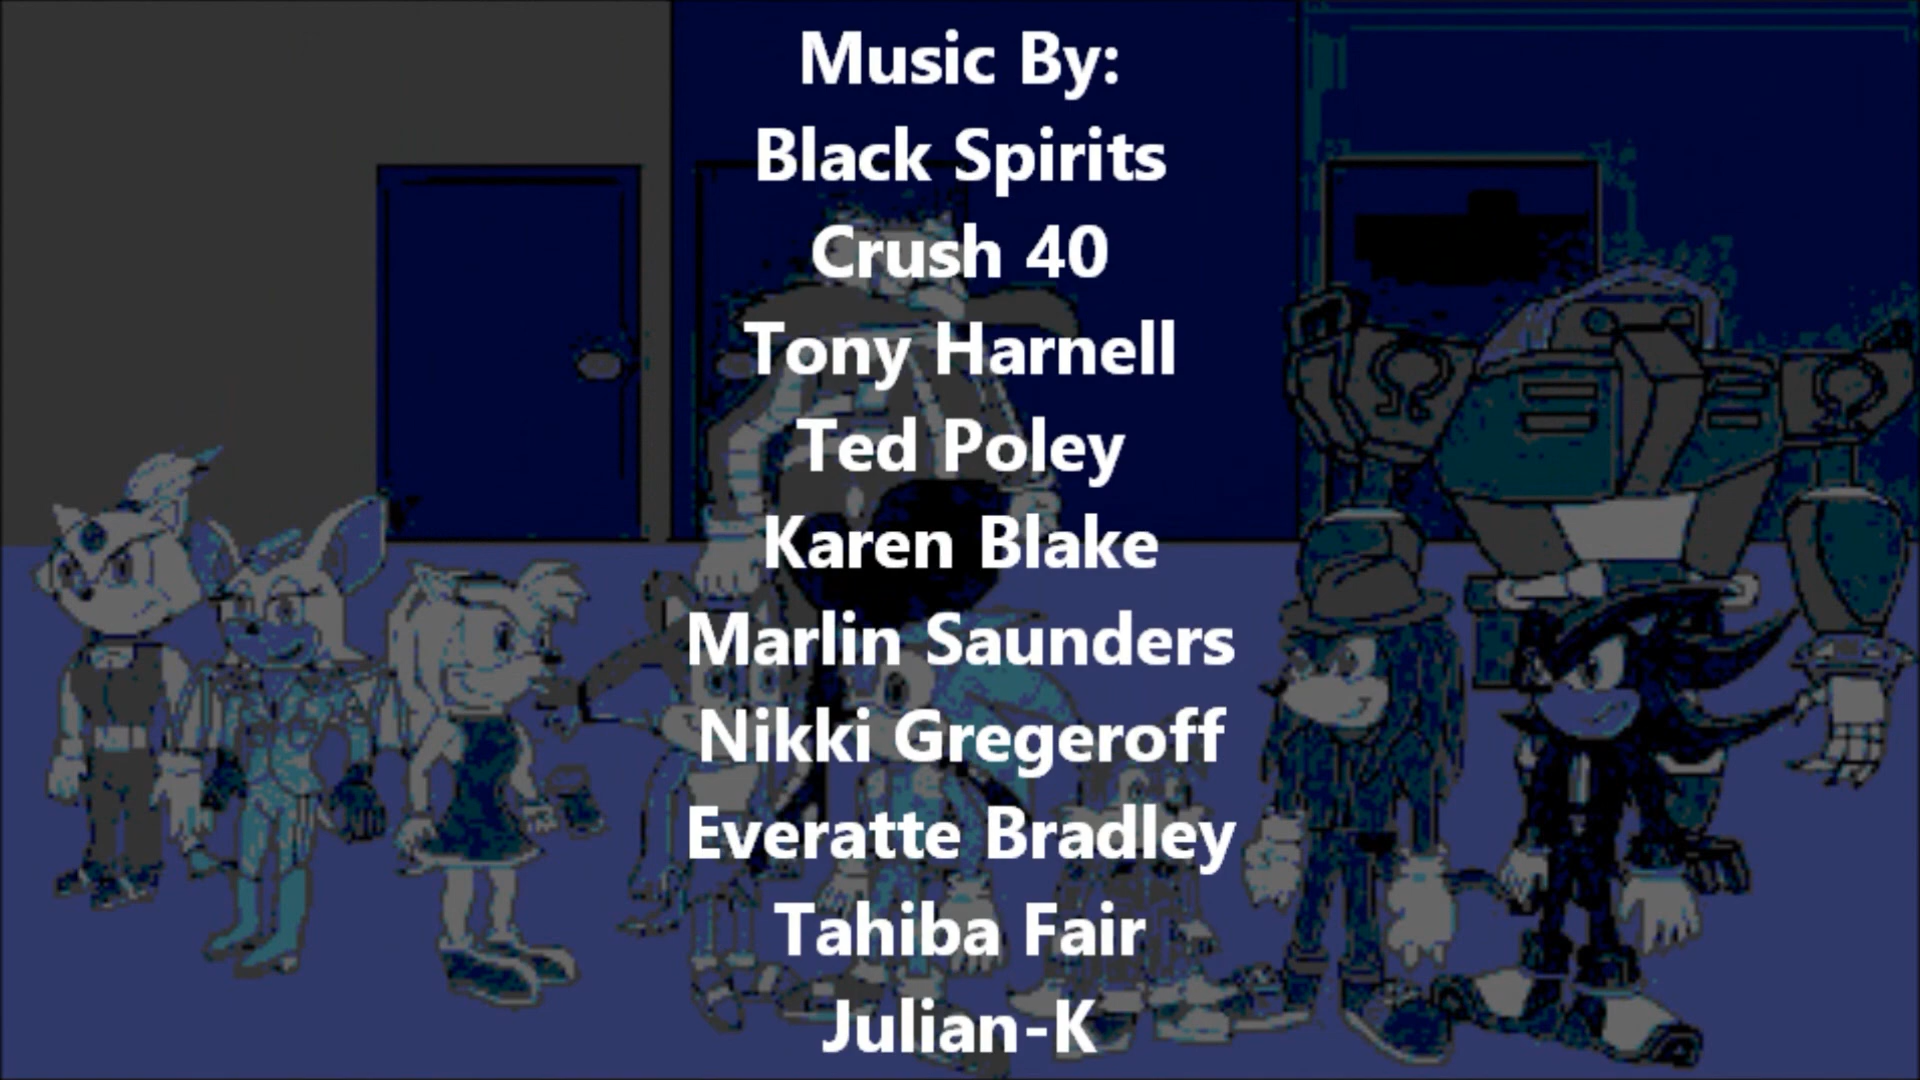 Music By:
Black Spirits
Crush 40
Tony Harnell
Ted Poley
Karen Blake
Marlin Saunders
Nikki Gregeroff
Everatte Bradley
Tahiba Fair
Julian-K
Ω
Ω